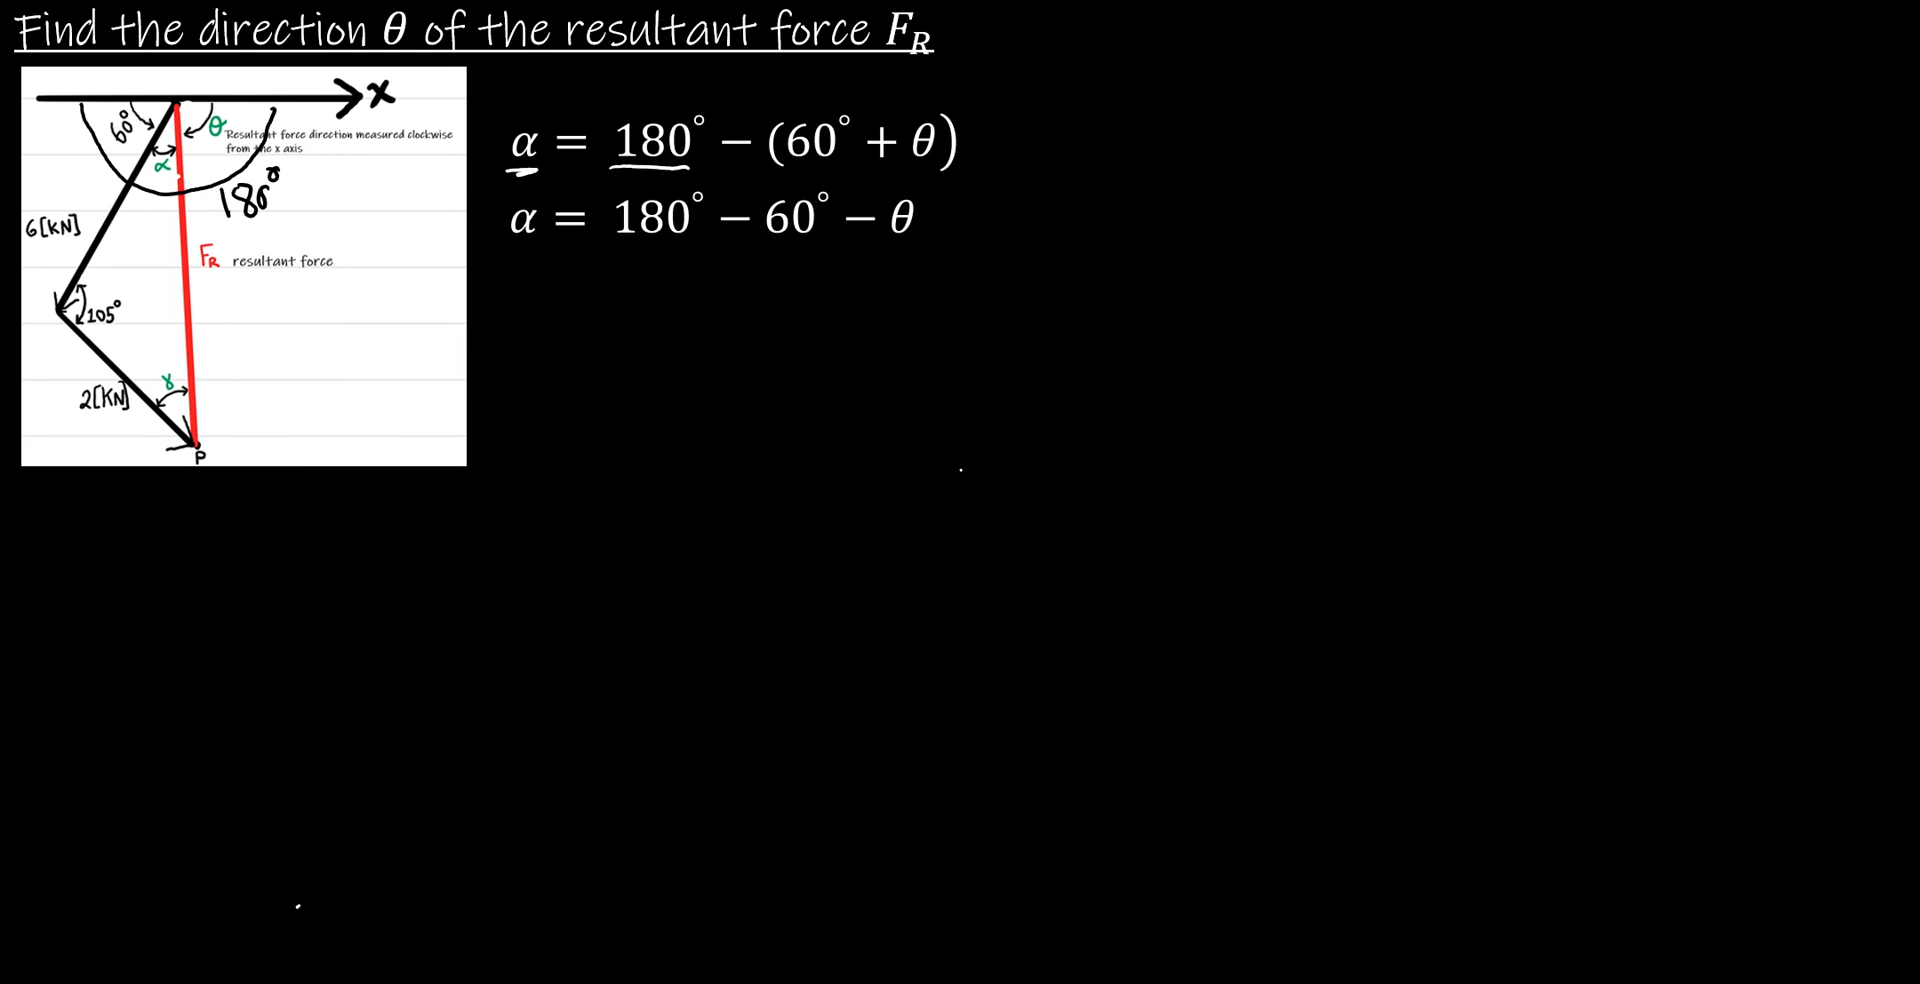 Find the direction θ of the resultant force F_R
x
60°
θ
Resultant force direction measured clockwise
from the x axis
α
180°
6[KN]
F_R resultant force
105°
γ
2[KN]
P
α = 180° − (60° + θ)
α = 180° − 60° − θ